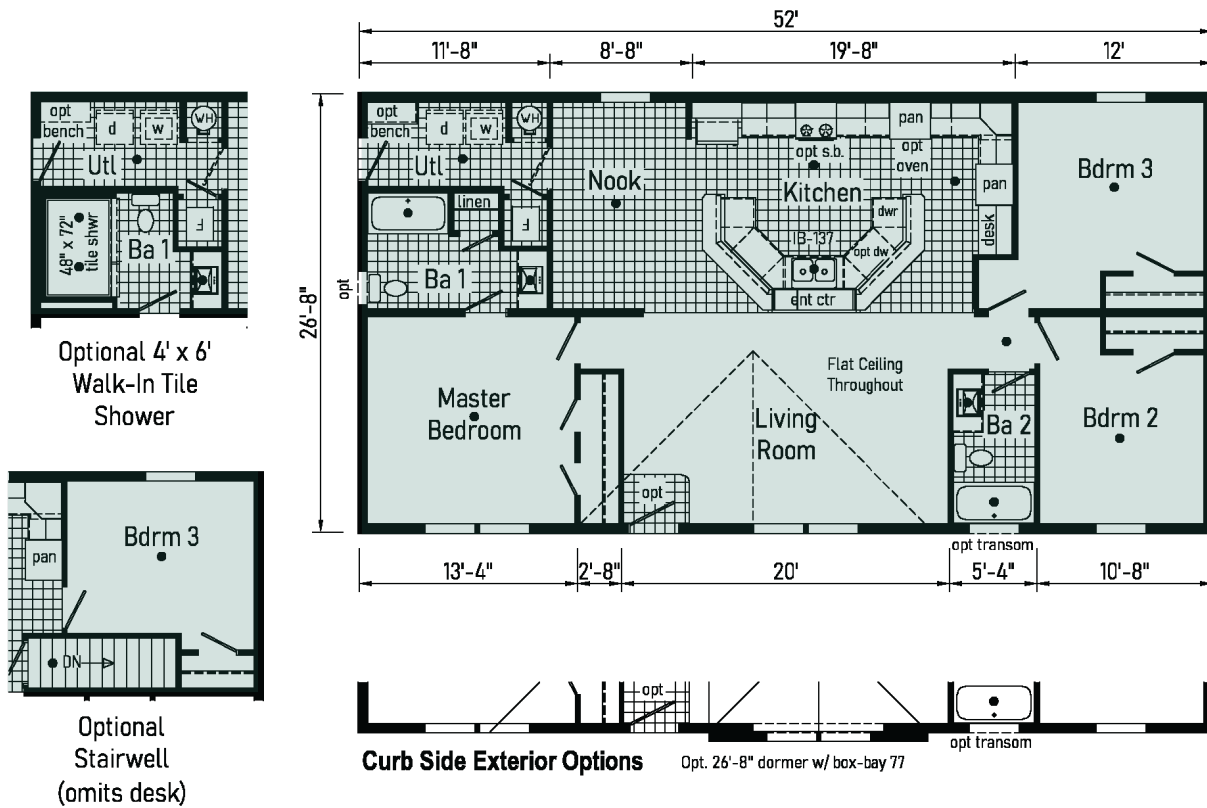 52'
11'-8"
8'-8"
19'-8"
12'
26'-8"
opt
bench
d
w
WH
Utl
F
48" x 72"
tile shwr
Ba 1
Optional 4' x 6'
Walk-In Tile
Shower
opt
bench
d
w
WH
Utl
linen
F
Ba 1
opt
Nook
opt s.b.
Kitchen
pan
opt
oven
pan
desk
dwr
IB-137
opt dw
ent ctr
Bdrm 3
Master
Bedroom
Flat Ceiling
Throughout
Living
Room
opt
Ba 2
Bdrm 2
opt transom
13'-4"
2'-8"
20'
5'-4"
10'-8"
Bdrm 3
pan
DN
Optional
Stairwell
(omits desk)
opt
opt transom
Curb Side Exterior Options
Opt. 26'-8" dormer w/ box-bay 77